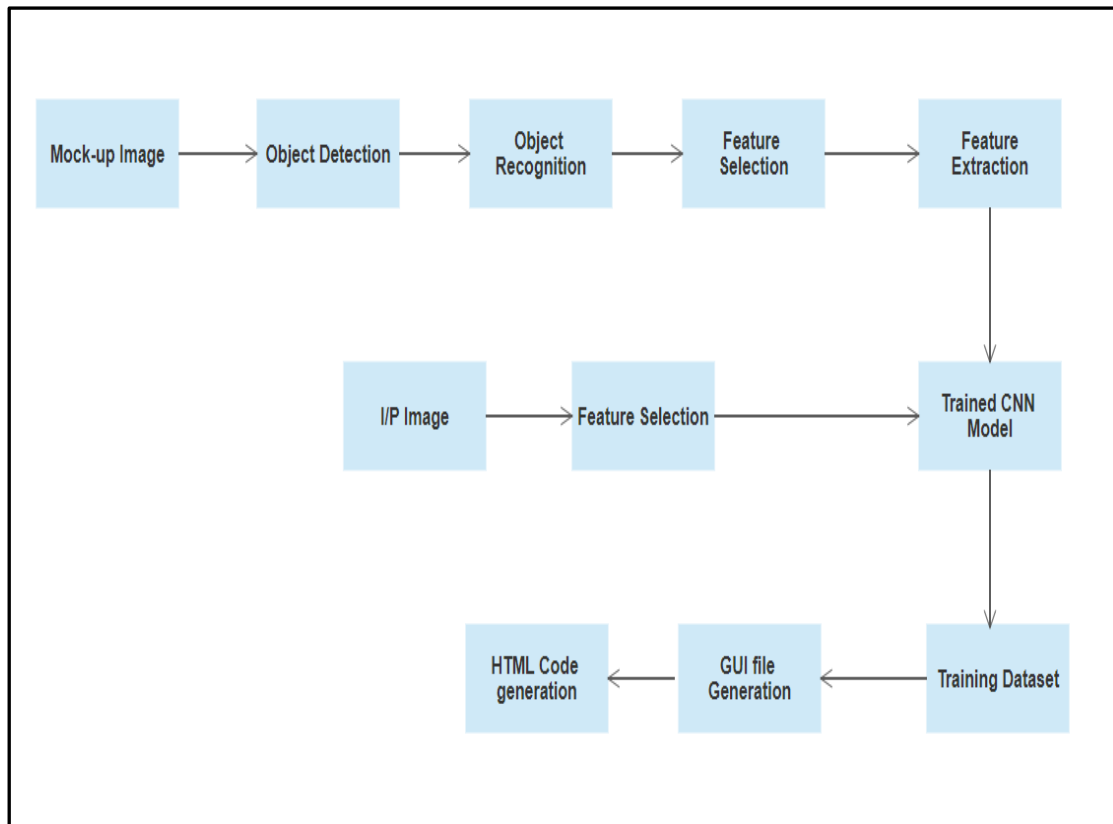 Mock-up Image
Object Detection
Object
Recognition
Feature
Selection
Feature
Extraction
I/P Image
Feature Selection
Trained CNN
Model
HTML Code
generation
GUI file
Generation
Training Dataset